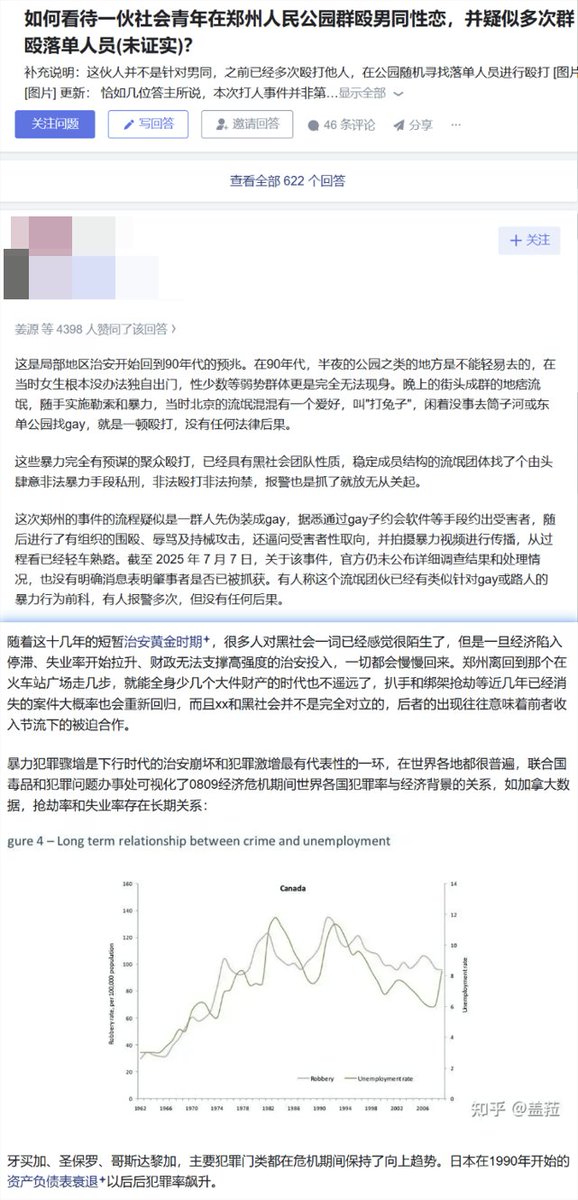 如何看待一伙社会青年在郑州人民公园群殴男同性恋，并疑似多次群
殴落单人员(未证实)？
补充说明：这伙人并不是针对男同，之前已经多次殴打他人，在公园随机寻找落单人员进行殴打 [图片]
[图片] 更新： 恰如几位答主所说，本次打人事件并非第...显示全部
关注问题
写回答
邀请回答
46 条评论
分享
...
查看全部 622 个回答
+ 关注
姜源 等 4398 人赞同了该回答 >
这是局部地区治安开始回到90年代的预兆。在90年代，半夜的公园之类的地方是不能轻易去的，在
当时女生根本没办法独自出门，性少数等弱势群体更是完全无法现身。晚上的街头成群的地痞流
氓，随手实施勒索和暴力，当时北京的流氓混混有一个爱好，叫"打兔子"，闲着没事去筒子河或东
单公园找gay，就是一顿殴打，没有任何法律后果。
这些暴力完全有预谋的聚众殴打，已经具有黑社会团队性质，稳定成员结构的流氓团体找了个由头
肆意非法暴力手段私刑，非法殴打非法拘禁，报警也是抓了就放无从关起。
这次郑州的事件的流程疑似是一群人先伪装成gay，据悉通过gay子约会软件等手段约出受害者，随
后进行了有组织的围殴、辱骂及持械攻击，还逼问受害者性取向，并拍摄暴力视频进行传播，从过
程看已经轻车熟路。截至 2025 年 7 月 7 日，关于该事件，官方仍未公布详细调查结果和处理情
况，也没有明确消息表明肇事者是否已被抓获。有人称这个流氓团伙已经有类似针对gay或路人的
暴力行为前科，有人报警多次，但没有任何后果。
随着这十几年的短暂治安黄金时期，很多人对黑社会一词已经感觉很陌生了，但是一旦经济陷入
停滞、失业率开始拉升、财政无法支撑高强度的治安投入，一切都会慢慢回来。郑州离回到那个在
火车站广场走几步，就能全身少几个大件财产的时代也不遥远了，扒手和绑架抢劫等近几年已经消
失的案件大概率也会重新回归，而且xx和黑社会并不是完全对立的，后者的出现往往意味着前者收
入节流下的被迫合作。
暴力犯罪骤增是下行时代的治安崩坏和犯罪激增最有代表性的一环，在世界各地都很普遍，联合国
毒品和犯罪问题办事处可视化了0809经济危机期间世界各国犯罪率与经济背景的关系，如加拿大数
据，抢劫率和失业率存在长期关系：
gure 4 – Long term relationship between crime and unemployment
Canada
160
140
120
100
80
60
40
20
0
Robbery rate, per 100,000 population
14
12
10
8
6
4
2
0
Unemployment rate
Robbery
Unemployment rate
1962 1966 1970 1974 1978 1982 1986 1990 1994 1998 2003 2006
知乎 @盖菈
牙买加、圣保罗、哥斯达黎加，主要犯罪门类都在危机期间保持了向上趋势。日本在1990年开始的
资产负债表衰退以后后犯罪率飙升。